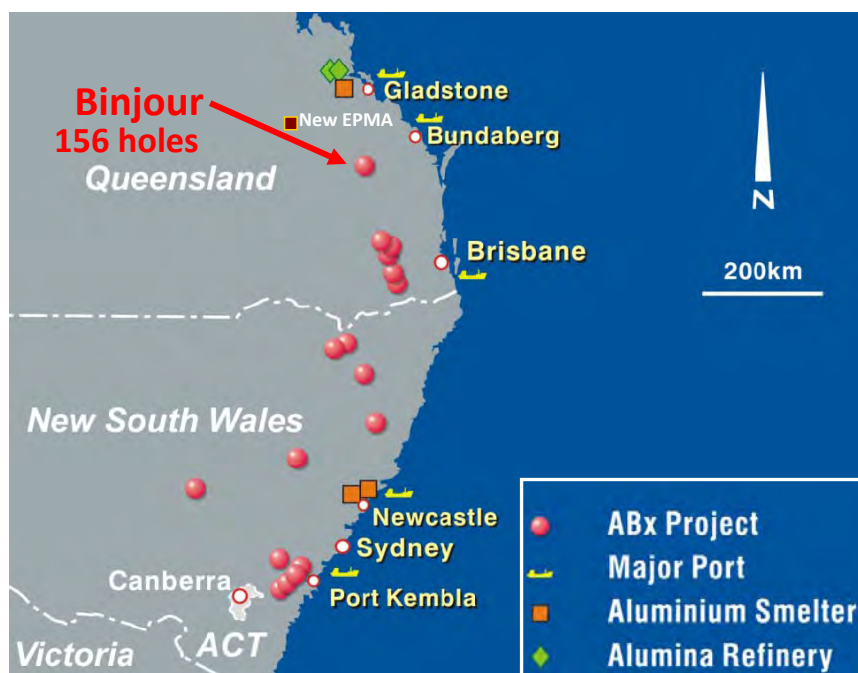 Gladstone
Binjour
New EPMA
156 holes
Bundaberg
Queensland
N
Brisbane
200km
New South Wales
Newcastle
Sydney
Canberra
Port Kembla
ACT
Victoria
ABx Project
Major Port
Aluminium Smelter
Alumina Refinery